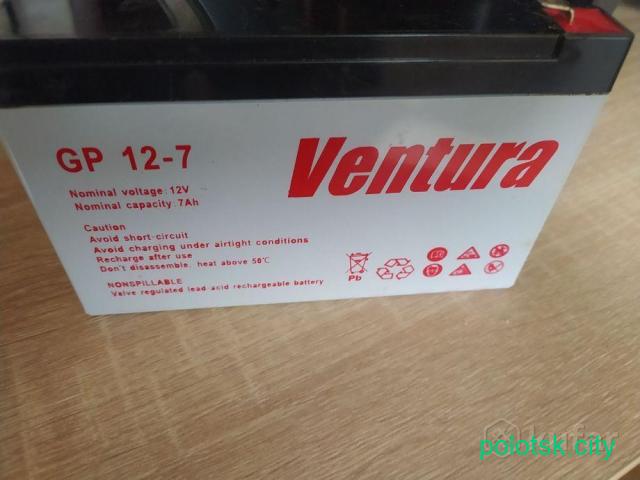 GP 12-7
Ventura
Nominal voltage:12V
Nominal capacity:7Ah
Caution
Avoid short-circuit
Avoid charging under airtight conditions
Recharge after use
Don't disassemble, heat above 50℃
NONSPILLABLE
Valve regulated lead-acid rechargeable battery
Pb
polotsk.city